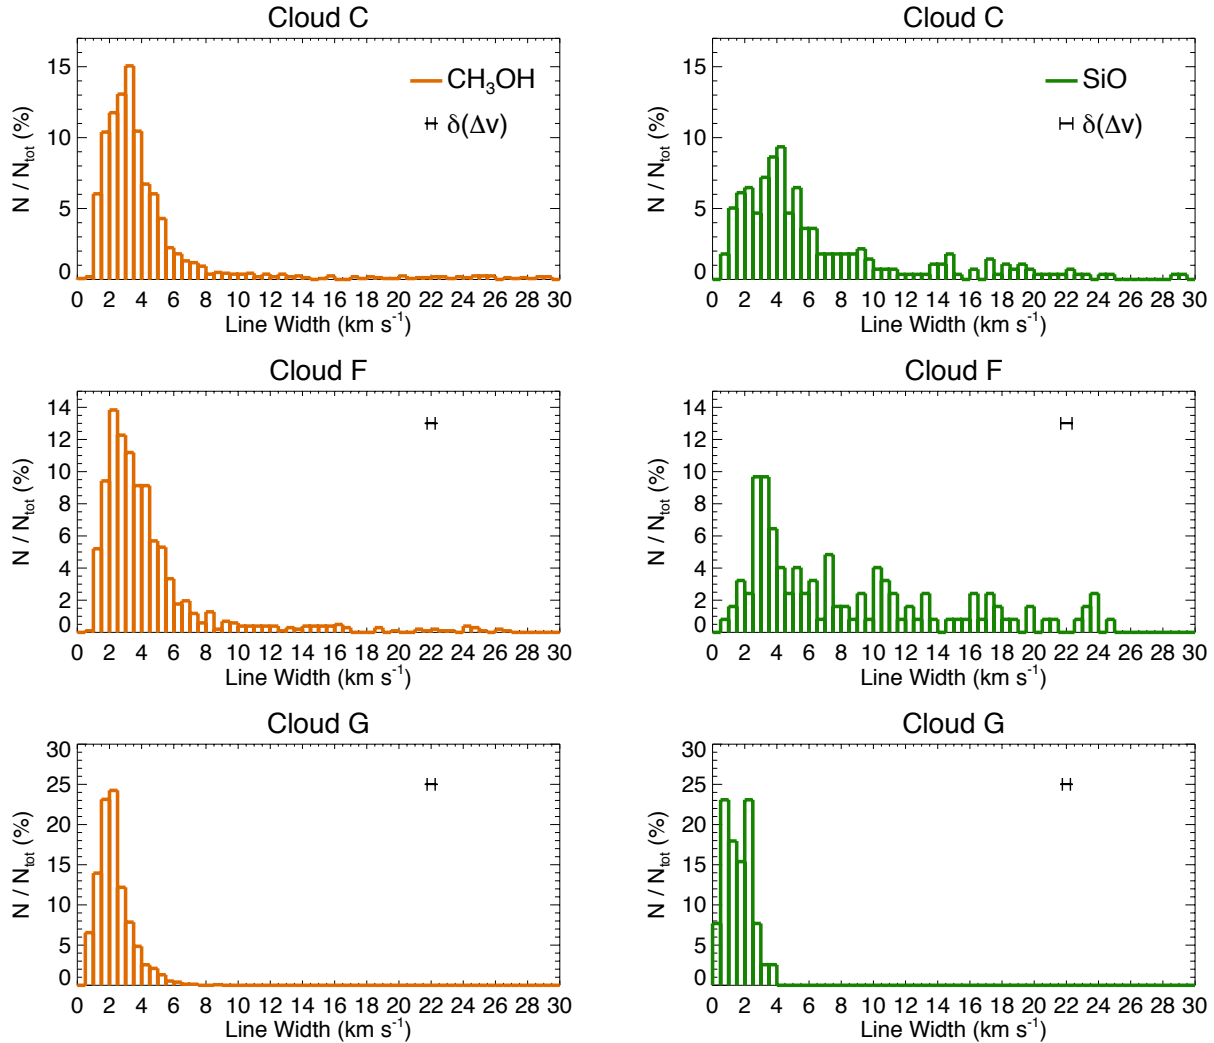 Cloud C
CH₃OH
δ(Δv)
N / Nₜₒₜ (%)
15
10
5
0
0 2 4 6 8 10 12 14 16 18 20 22 24 26 28 30
Line Width (km s⁻¹)
Cloud C
SiO
δ(Δv)
N / Nₜₒₜ (%)
15
10
5
0
0 2 4 6 8 10 12 14 16 18 20 22 24 26 28 30
Line Width (km s⁻¹)
Cloud F
N / Nₜₒₜ (%)
14
12
10
8
6
4
2
0
0 2 4 6 8 10 12 14 16 18 20 22 24 26 28 30
Line Width (km s⁻¹)
Cloud F
N / Nₜₒₜ (%)
14
12
10
8
6
4
2
0
0 2 4 6 8 10 12 14 16 18 20 22 24 26 28 30
Line Width (km s⁻¹)
Cloud G
N / Nₜₒₜ (%)
30
25
20
15
10
5
0
0 2 4 6 8 10 12 14 16 18 20 22 24 26 28 30
Line Width (km s⁻¹)
Cloud G
N / Nₜₒₜ (%)
30
25
20
15
10
5
0
0 2 4 6 8 10 12 14 16 18 20 22 24 26 28 30
Line Width (km s⁻¹)